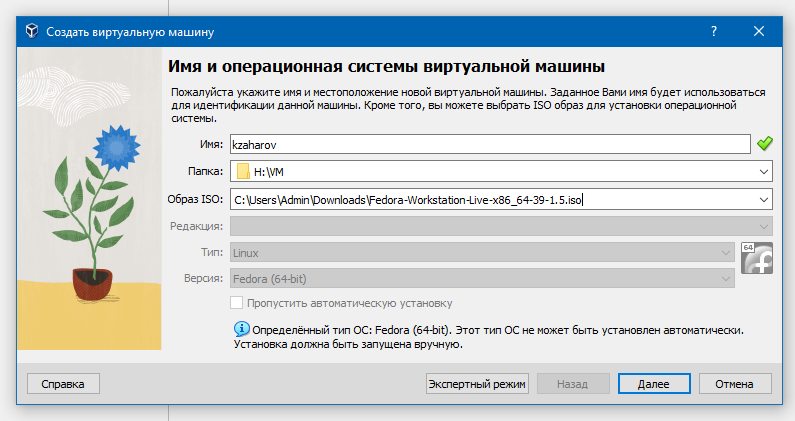 Создать виртуальную машину
?
Имя и операционная системы виртуальной машины
Пожалуйста укажите имя и местоположение новой виртуальной машины. Заданное Вами имя будет использоваться
для идентификации данной машины. Кроме того, вы можете выбрать ISO образ для установки операционной
системы.
Имя: kzaharov
Папка: H:\VM
Образ ISO: C:\Users\Admin\Downloads\Fedora-Workstation-Live-x86_64-39-1.5.iso
Редакция:
Тип: Linux
64
Версия: Fedora (64-bit)
Пропустить автоматическую установку
Определённый тип ОС: Fedora (64-bit). Этот тип ОС не может быть установлен автоматически.
Установка должна быть запущена вручную.
Справка Экспертный режим Назад Далее Отмена